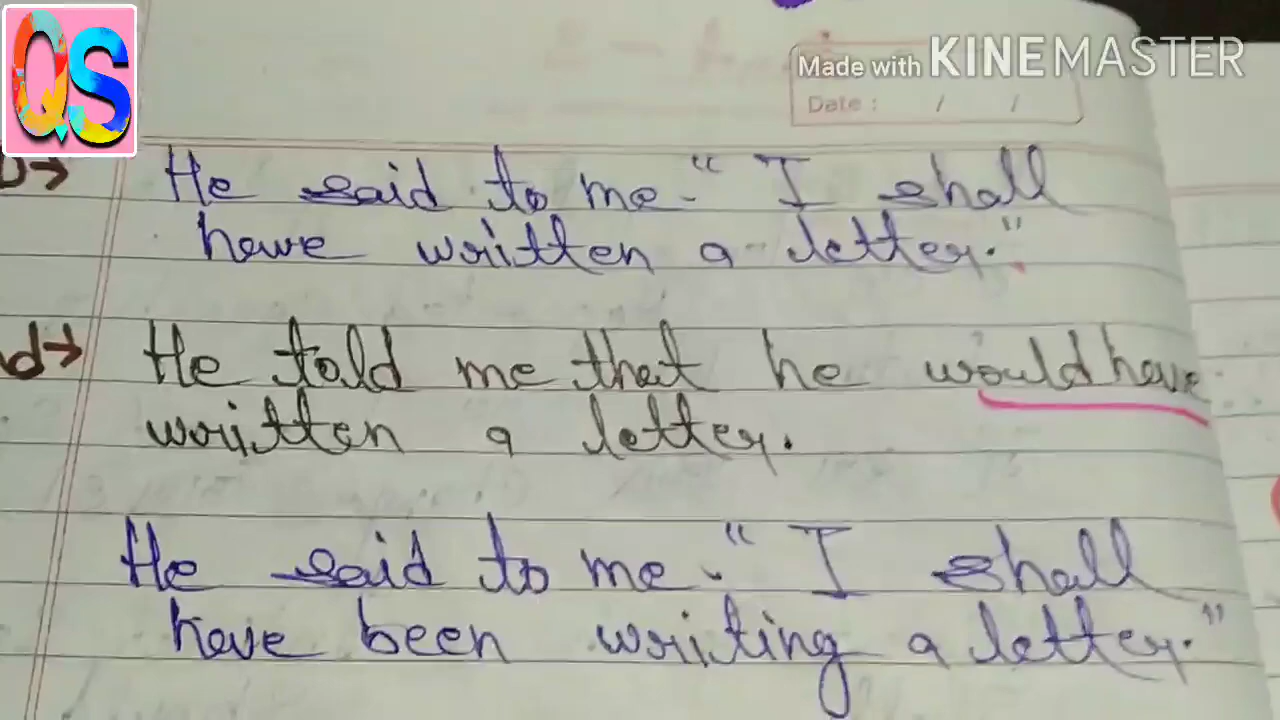 QS
Made with KINEMASTER
Date : / /
D→ He said to me. "I shall
have written a letter."
d→ He told me that he would have
written a letter.
He said to me. "I shall
have been writing a letter."